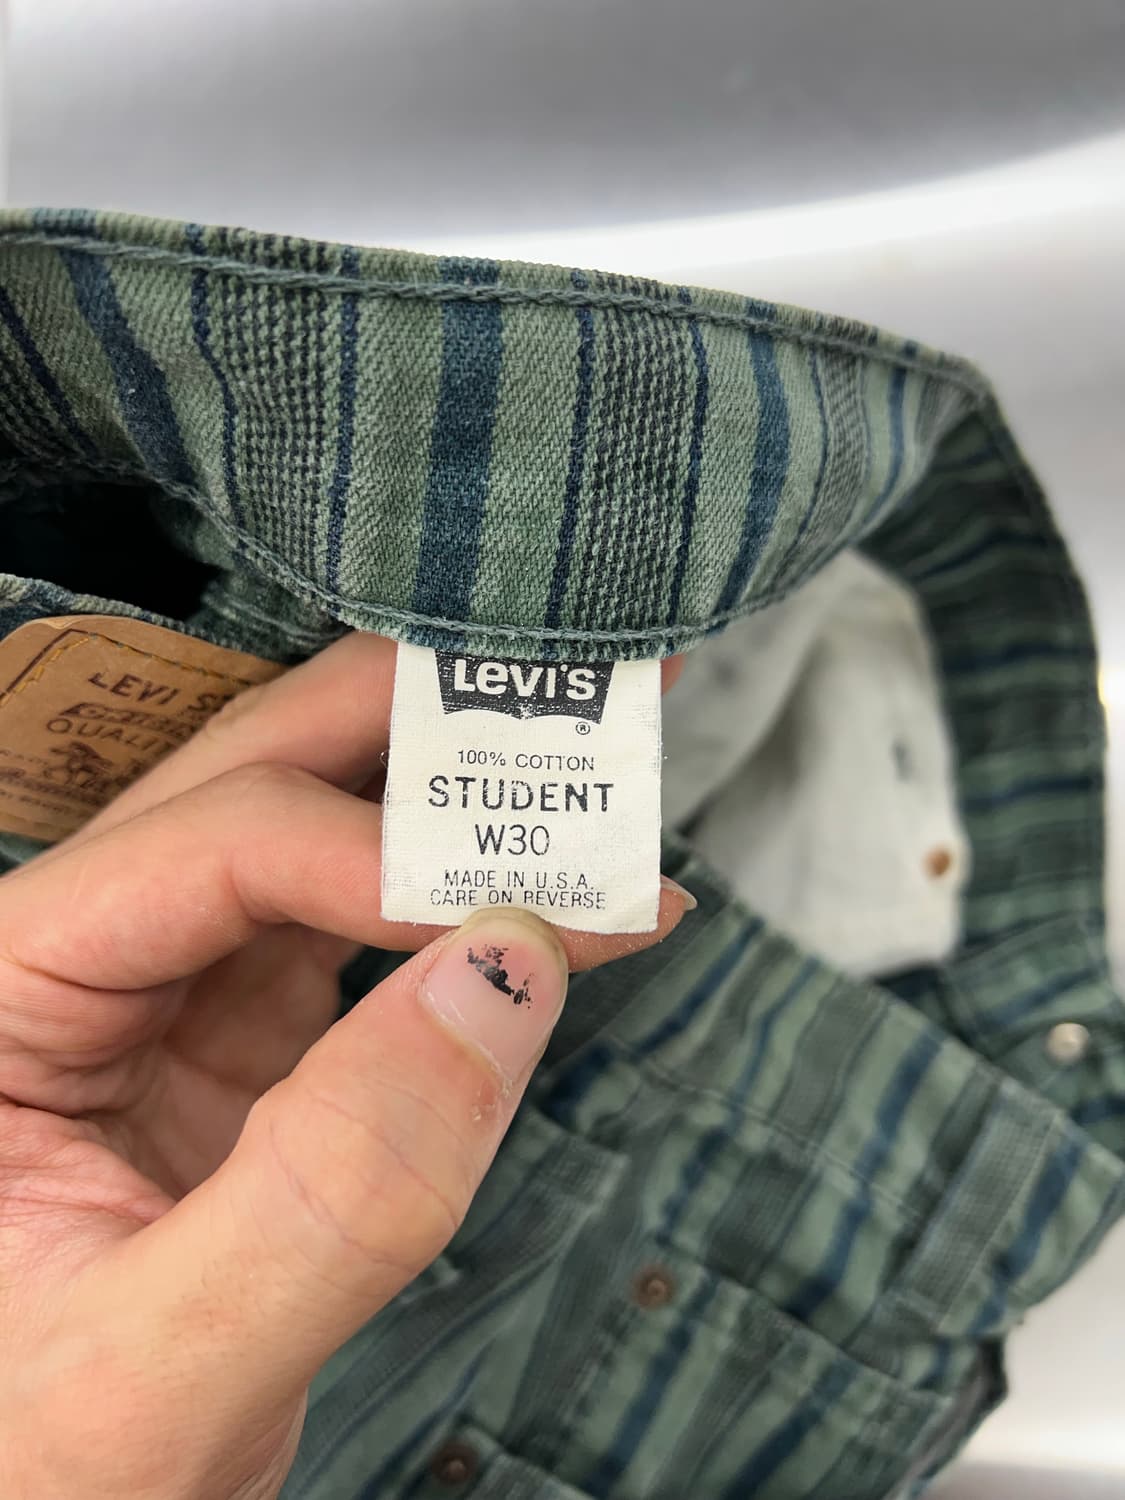 Levi's
®
100% COTTON
STUDENT
W30
MADE IN U.S.A.
CARE ON REVERSE
LEVI S
QUALI